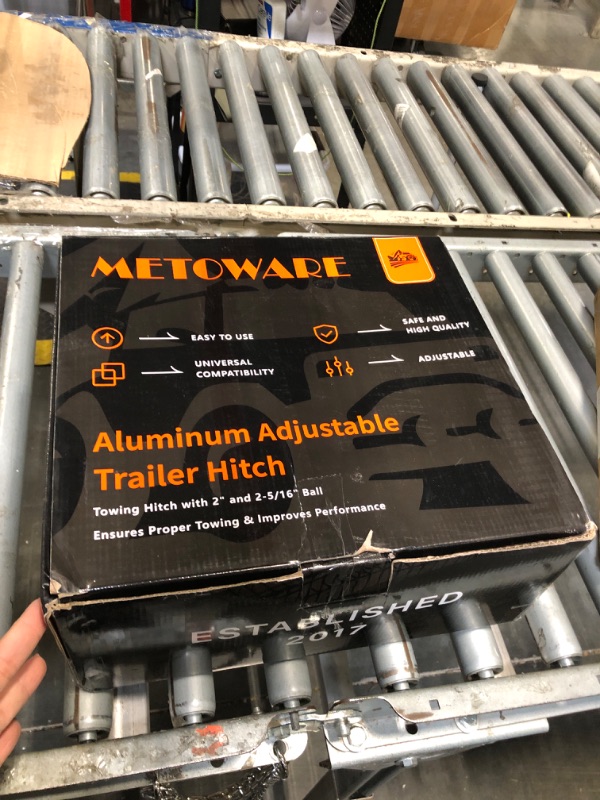 METOWARE
EASY TO USE
SAFE AND
HIGH QUALITY
UNIVERSAL
COMPATIBILITY
ADJUSTABLE
Aluminum Adjustable
Trailer Hitch
Towing Hitch with 2" and 2-5/16" Ball
Ensures Proper Towing & Improves Performance
ESTABLISHED
2017